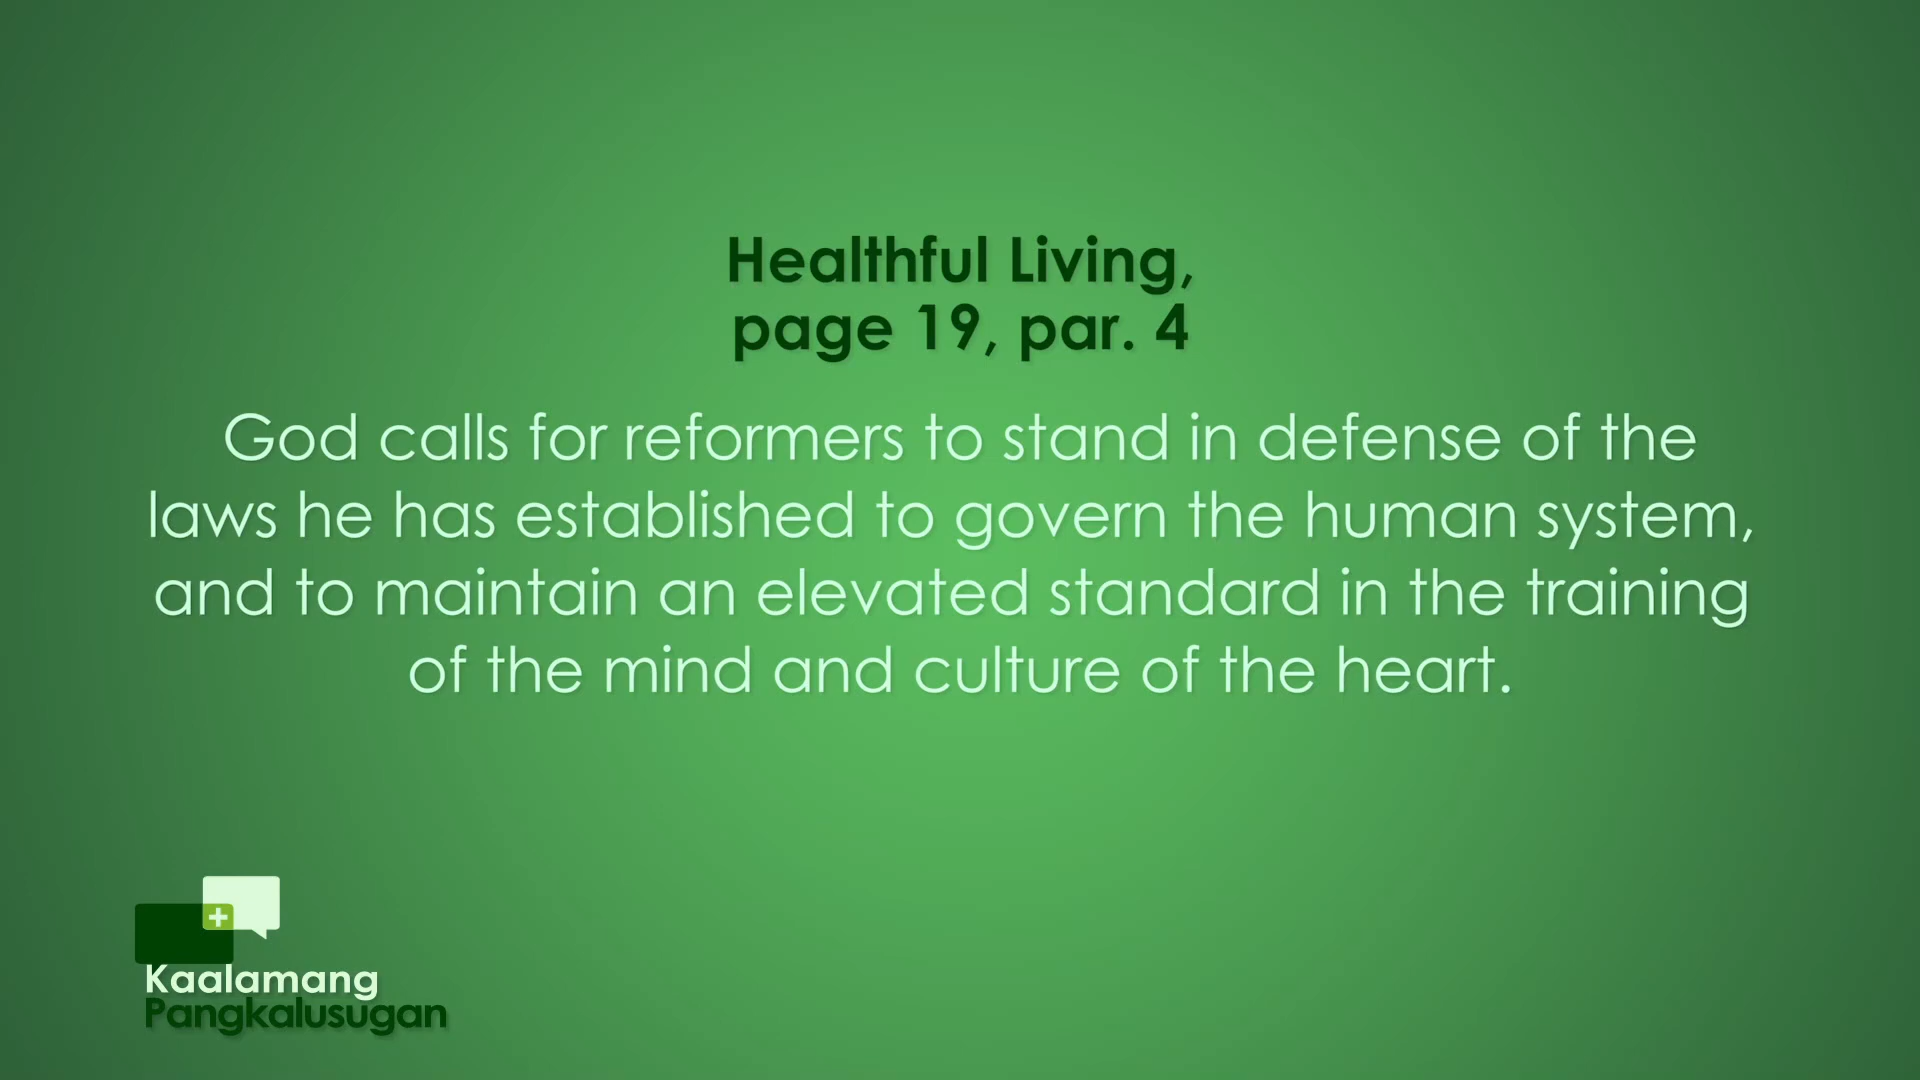 Healthful Living,
page 19, par. 4
God calls for reformers to stand in defense of the
laws he has established to govern the human system,
and to maintain an elevated standard in the training
of the mind and culture of the heart.
Kaalamang
Pangkalusugan